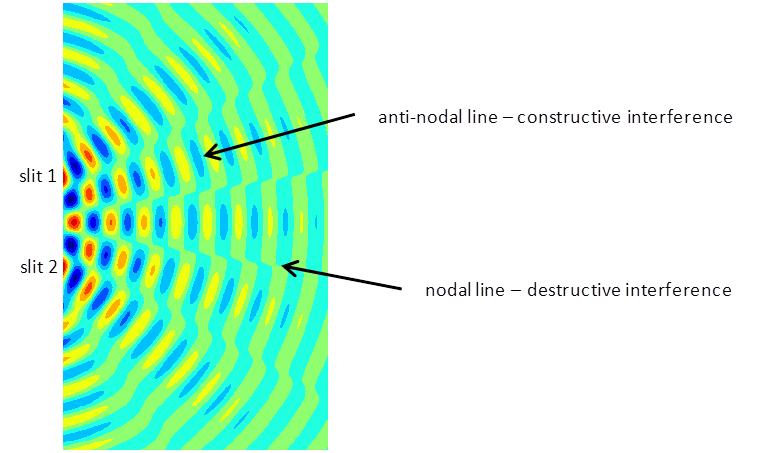 anti-nodal line – constructive interference
slit 1
slit 2
nodal line – destructive interference